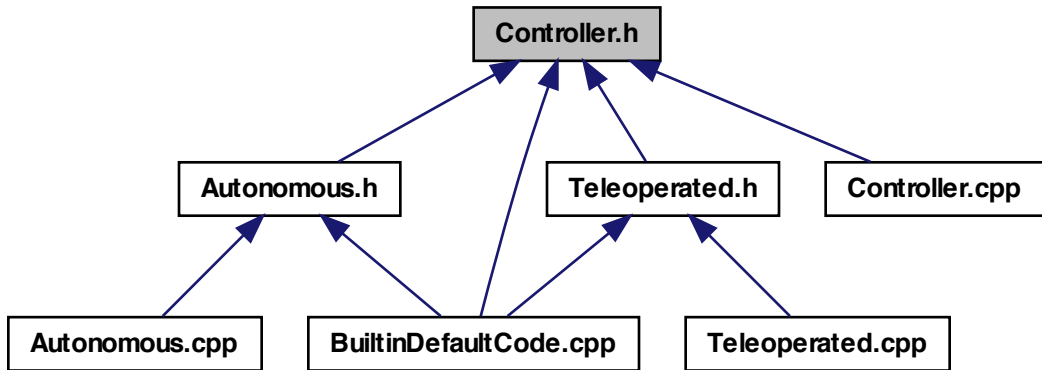 Controller.h
Autonomous.h
Teleoperated.h
Controller.cpp
Autonomous.cpp
BuiltinDefaultCode.cpp
Teleoperated.cpp